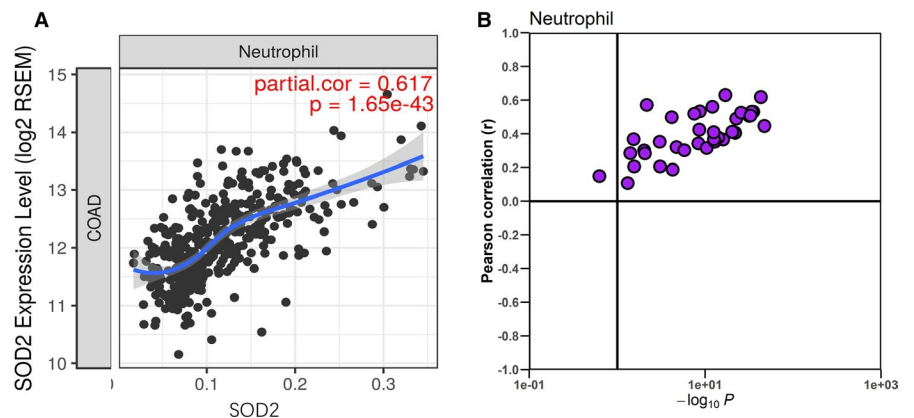 A
Neutrophil
partial.cor = 0.617
p = 1.65e-43
SOD2 Expression Level (log2 RSEM)
COAD
15
14
13
12
11
10
0.1
0.2
0.3
SOD2
B
Neutrophil
Pearson correlation (r)
1.0
0.8
0.6
0.4
0.2
0.0
-0.2
-0.4
-0.6
-0.8
-1.0
1e-01
1e+01
1e+03
−log₁₀ P